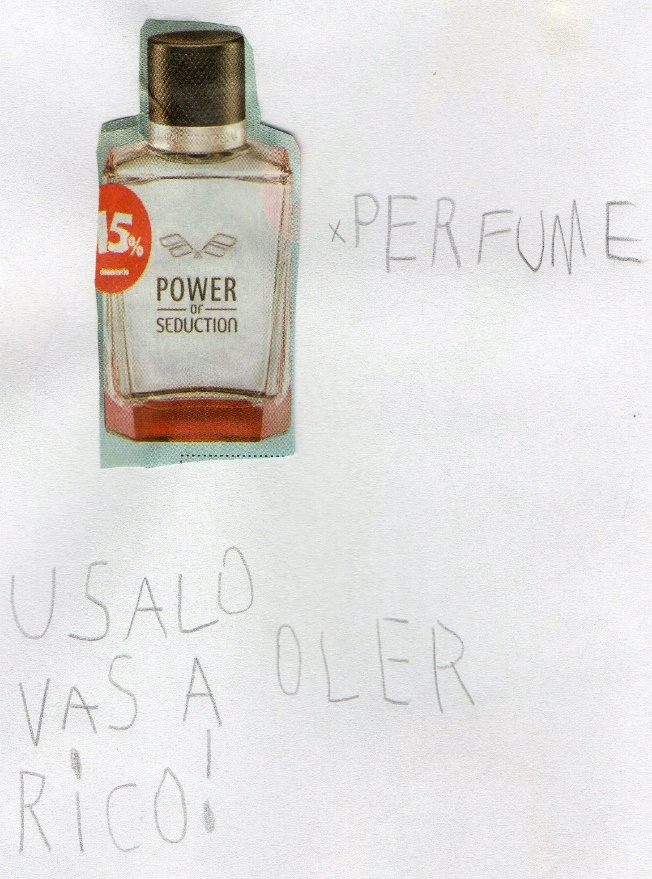 15%
POWER
OF
SEDUCTION
xPERFUME
USALO
VAS A OLER
RiCO!